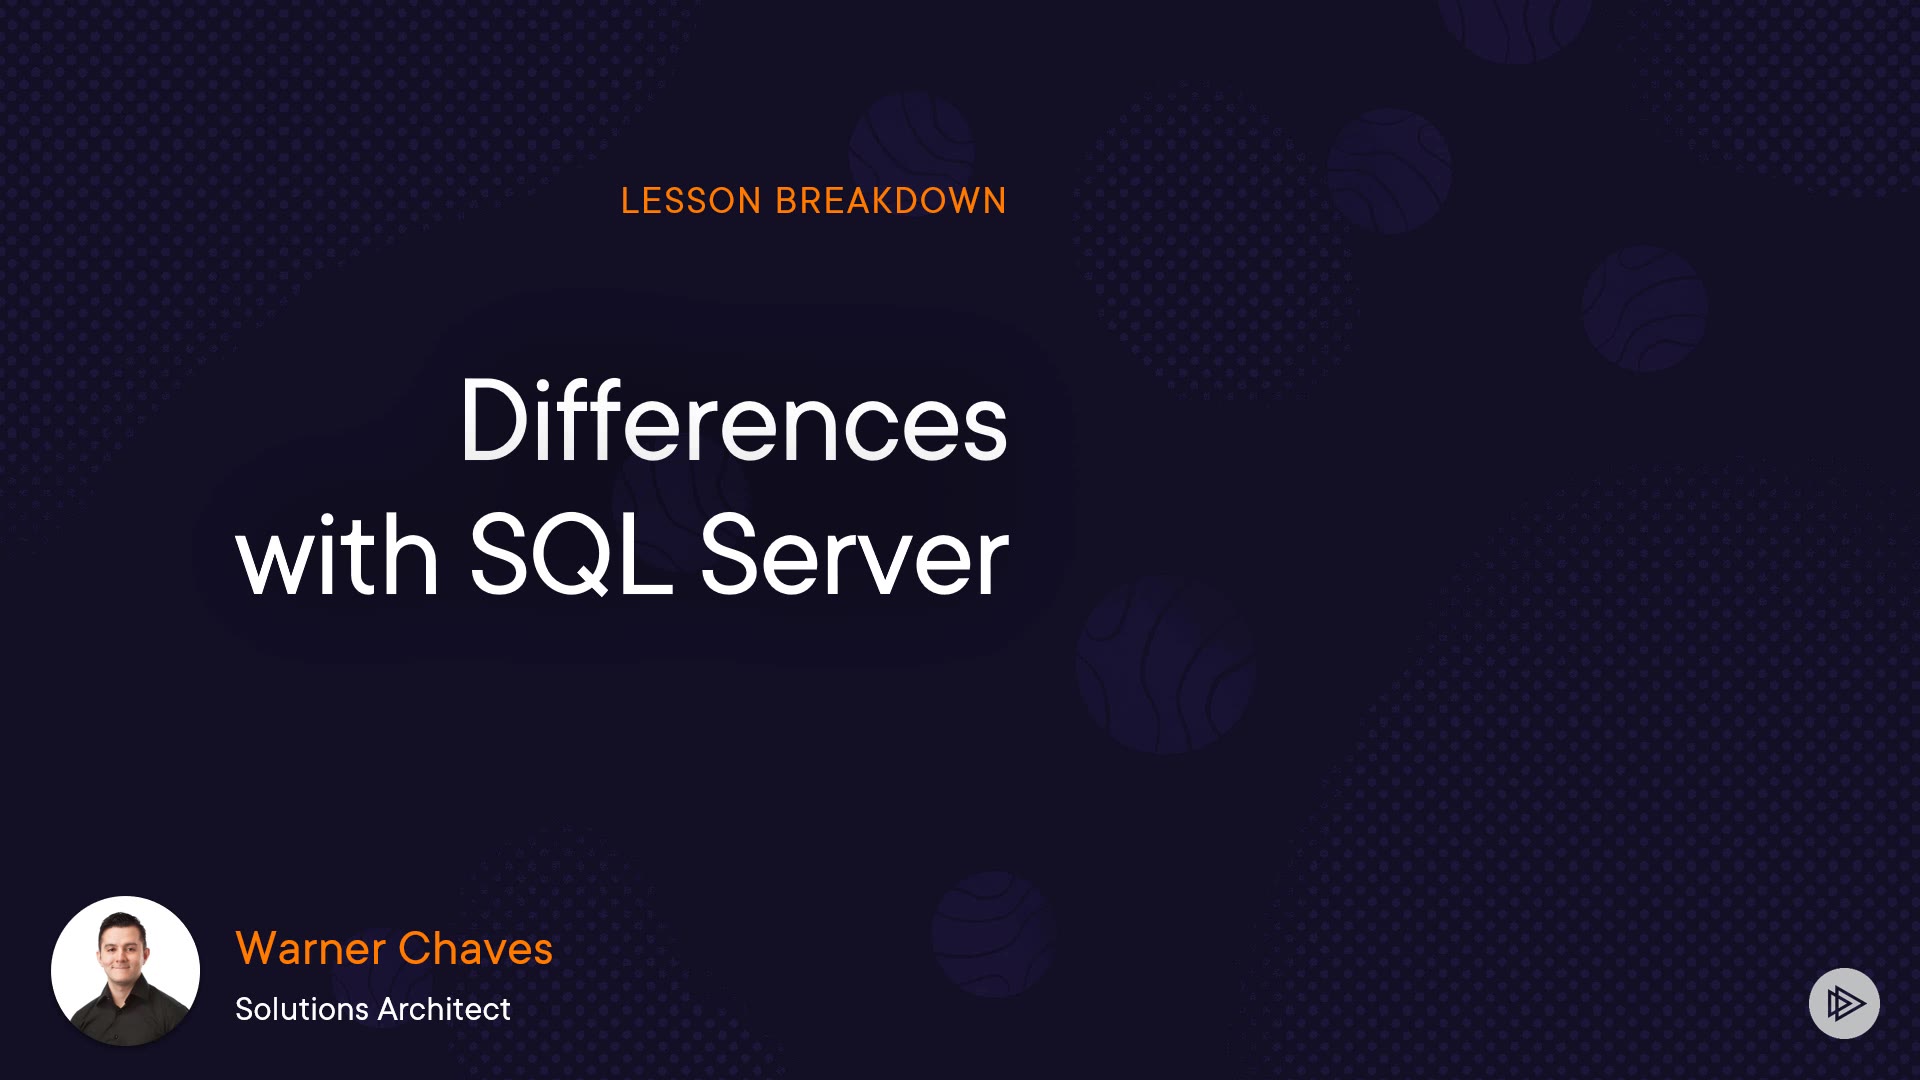 LESSON BREAKDOWN
Differences
with SQL Server
Warner Chaves
Solutions Architect